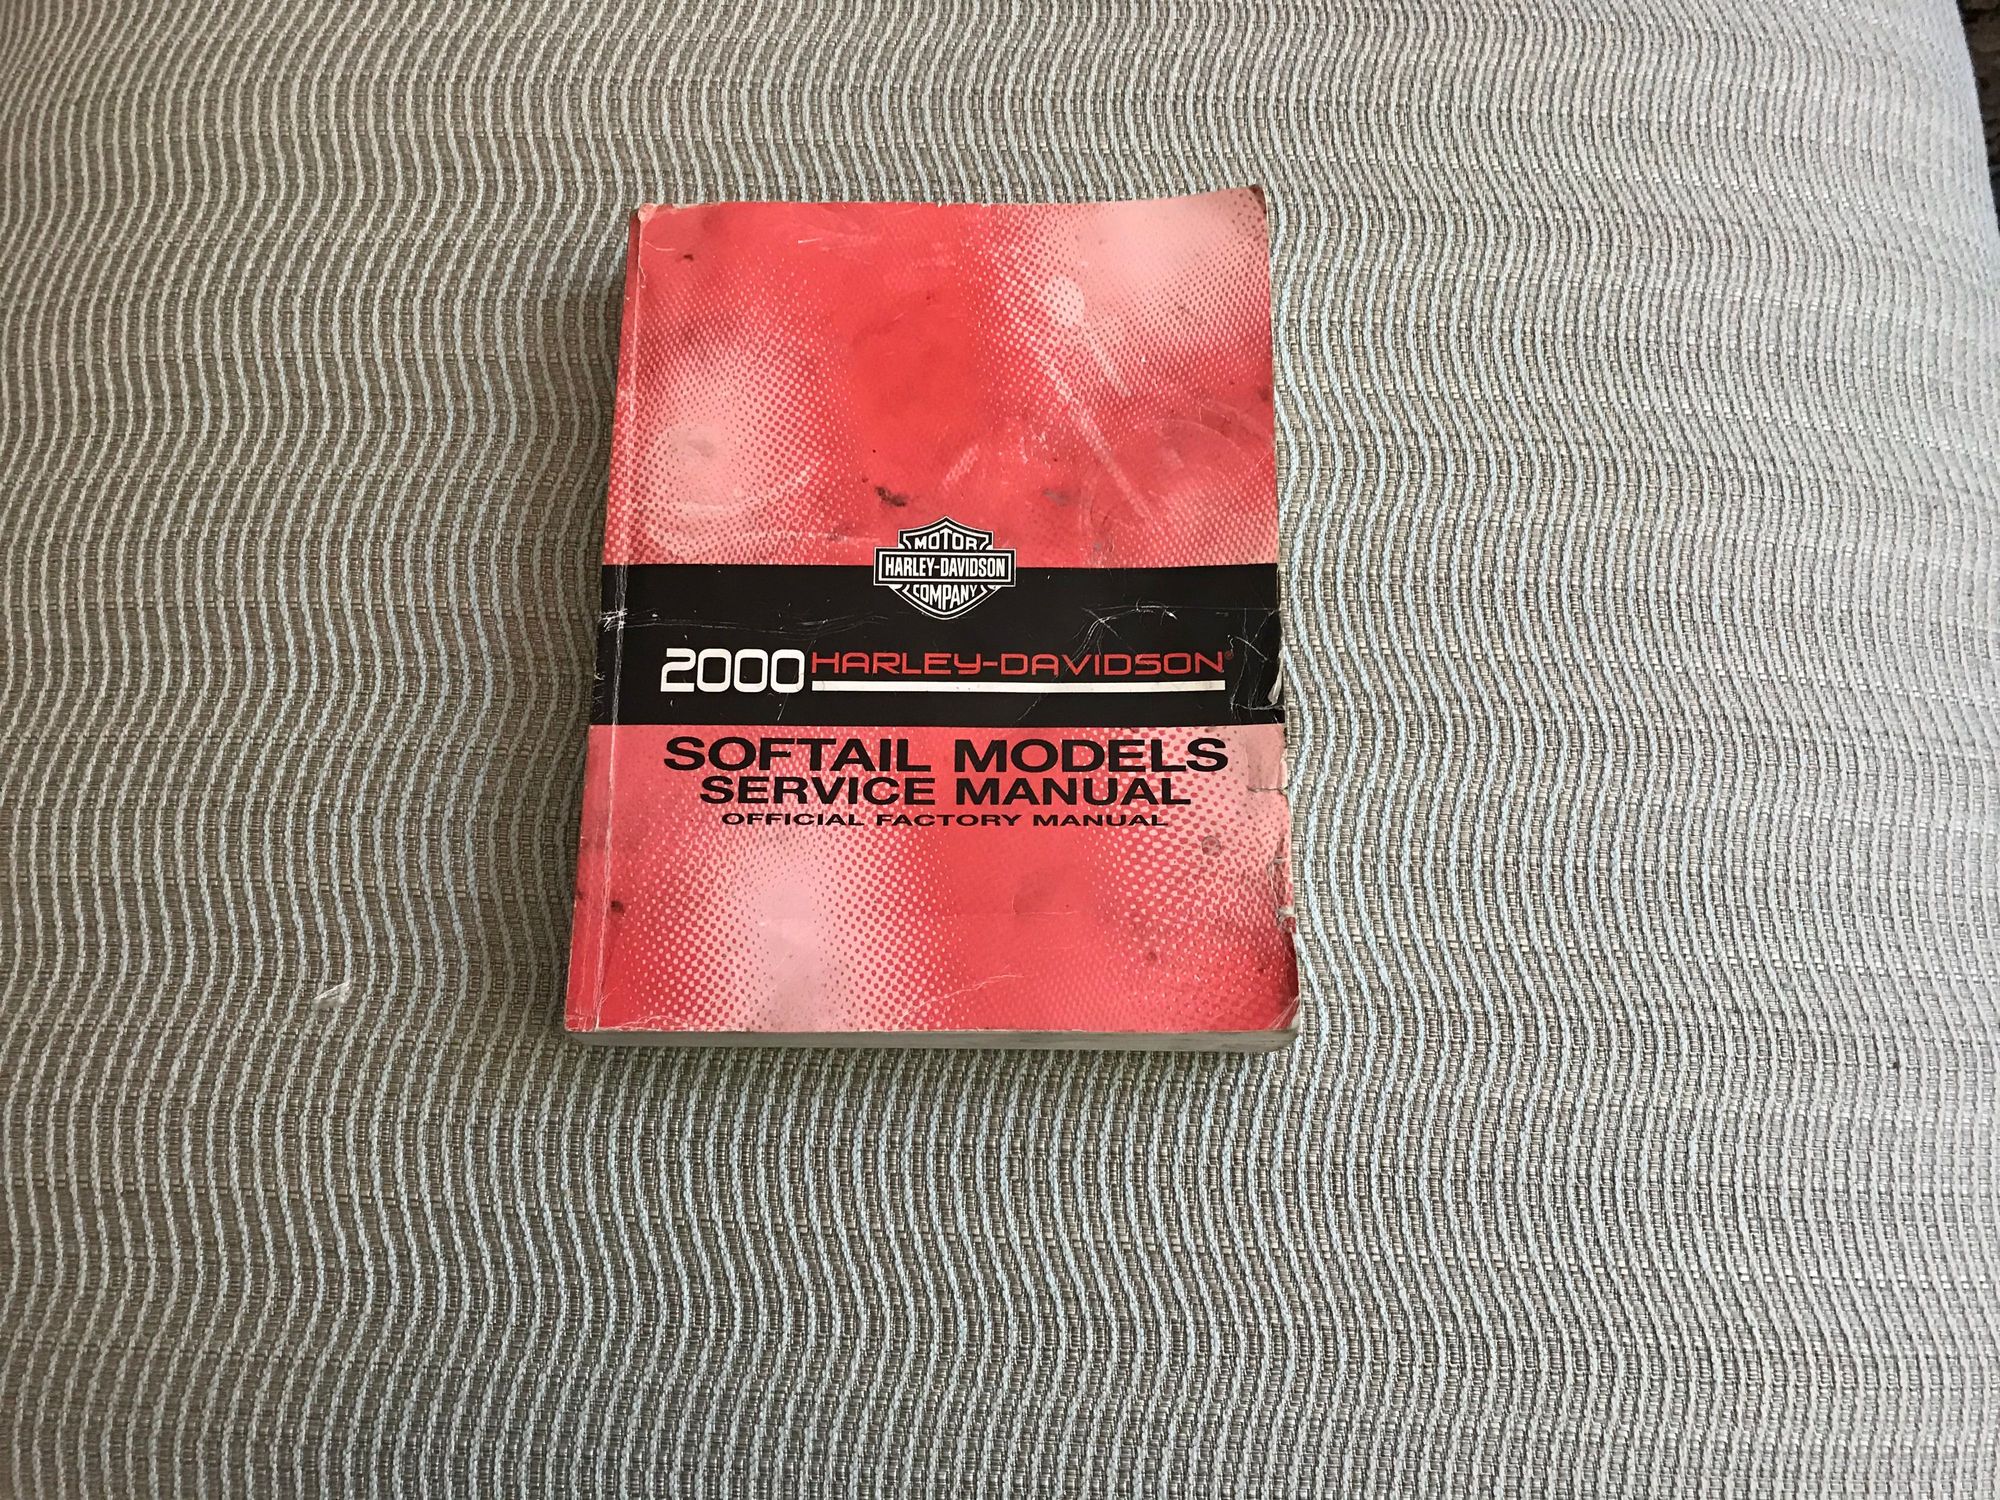 MOTOR
HARLEY-DAVIDSON
COMPANY
2000 HARLEY-DAVIDSON®
SOFTAIL MODELS
SERVICE MANUAL
OFFICIAL FACTORY MANUAL